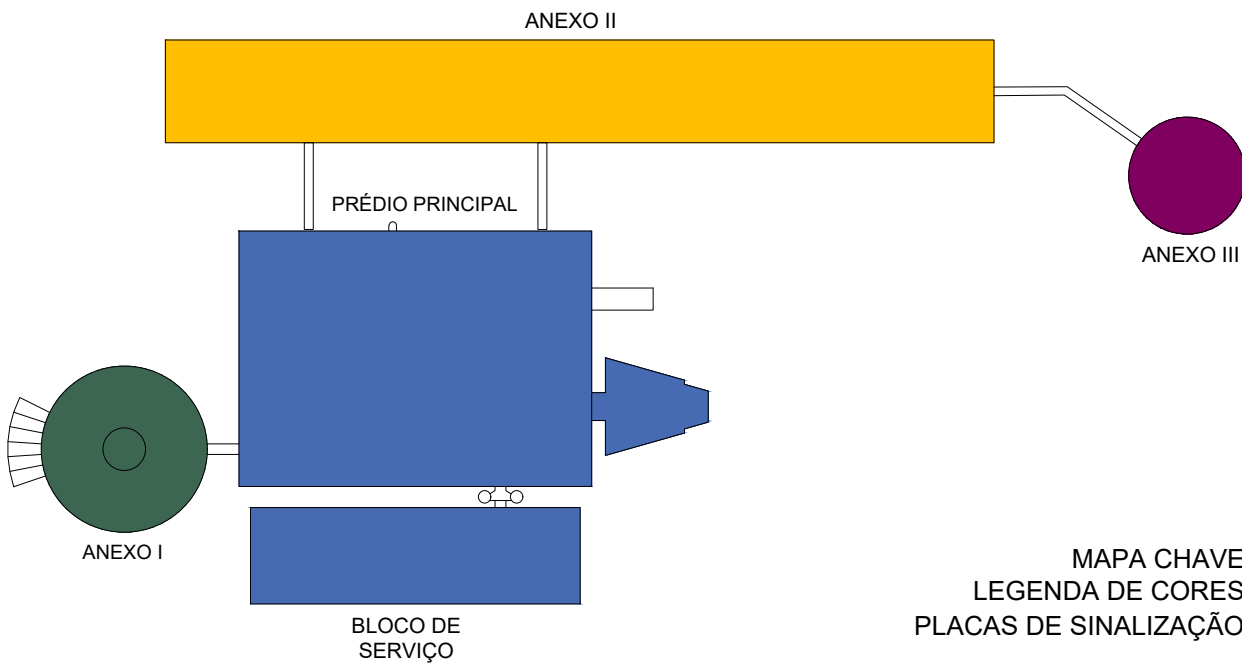 ANEXO II
PRÉDIO PRINCIPAL
ANEXO III
ANEXO I
BLOCO DE
SERVIÇO
MAPA CHAVE
LEGENDA DE CORES
PLACAS DE SINALIZAÇÃO